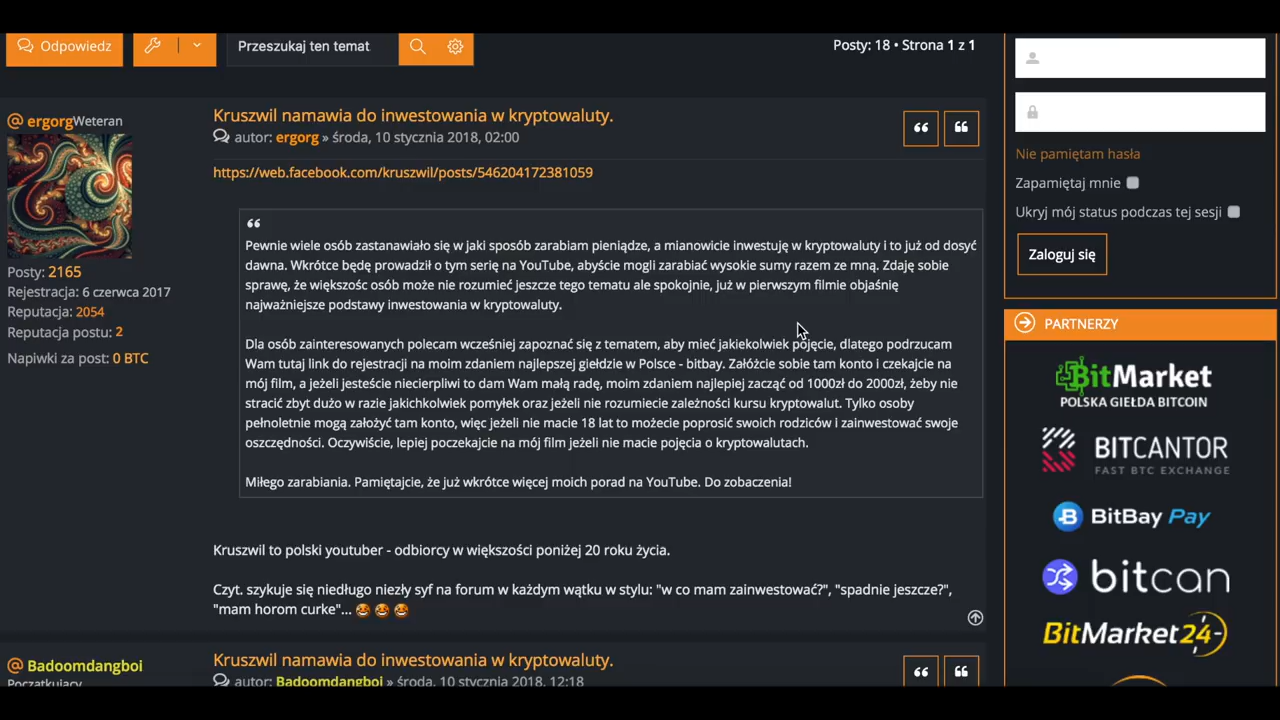 Odpowiedz
Przeszukaj ten temat
Posty: 18 • Strona 1 z 1
@ ergorg Weteran
Posty: 2165
Rejestracja: 6 czerwca 2017
Reputacja: 2054
Reputacja postu: 2
Napiwki za post: 0 BTC
Kruszwil namawia do inwestowania w kryptowaluty.
autor: ergorg » środa, 10 stycznia 2018, 02:00
https://web.facebook.com/kruszwil/posts/546204172381059
Pewnie wiele osób zastanawiało się w jaki sposób zarabiam pieniądze, a mianowicie inwestuję w kryptowaluty i to już od dosyć
dawna. Wkrótce będę prowadził o tym serię na YouTube, abyście mogli zarabiać wysokie sumy razem ze mną. Zdaję sobie
sprawę, że większośc osób może nie rozumieć jeszcze tego tematu ale spokojnie, już w pierwszym filmie objaśnię
najważniejsze podstawy inwestowania w kryptowaluty.
Dla osób zainteresowanych polecam wcześniej zapoznać się z tematem, aby mieć jakiekolwiek pojęcie, dlatego podrzucam
Wam tutaj link do rejestracji na moim zdaniem najlepszej giełdzie w Polsce - bitbay. Załóżcie sobie tam konto i czekajcie na
mój film, a jeżeli jesteście niecierpliwi to dam Wam małą radę, moim zdaniem najlepiej zacząć od 1000zł do 2000zł, żeby nie
stracić zbyt dużo w razie jakichkolwiek pomyłek oraz jeżeli nie rozumiecie zależności kursu kryptowalut. Tylko osoby
pełnoletnie mogą założyć tam konto, więc jeżeli nie macie 18 lat to możecie poprosić swoich rodziców i zainwestować swoje
oszczędności. Oczywiście, lepiej poczekajcie na mój film jeżeli nie macie pojęcia o kryptowalutach.
Miłego zarabiania. Pamiętajcie, że już wkrótce więcej moich porad na YouTube. Do zobaczenia!
Kruszwil to polski youtuber - odbiorcy w większości poniżej 20 roku życia.
Czyt. szykuje się niedługo niezły syf na forum w każdym wątku w stylu: "w co mam zainwestować?", "spadnie jeszcze?",
"mam horom curke"...
@ Badoomdangboi
Początkujący
Kruszwil namawia do inwestowania w kryptowaluty.
autor: Badoomdangboi » środa, 10 stycznia 2018, 12:18
Nie pamiętam hasła
Zapamiętaj mnie
Ukryj mój status podczas tej sesji
Zaloguj się
PARTNERZY
BitMarket
POLSKA GIEŁDA BITCOIN
BITCANTOR
FAST BTC EXCHANGE
BitBay Pay
bitcan
BitMarket24